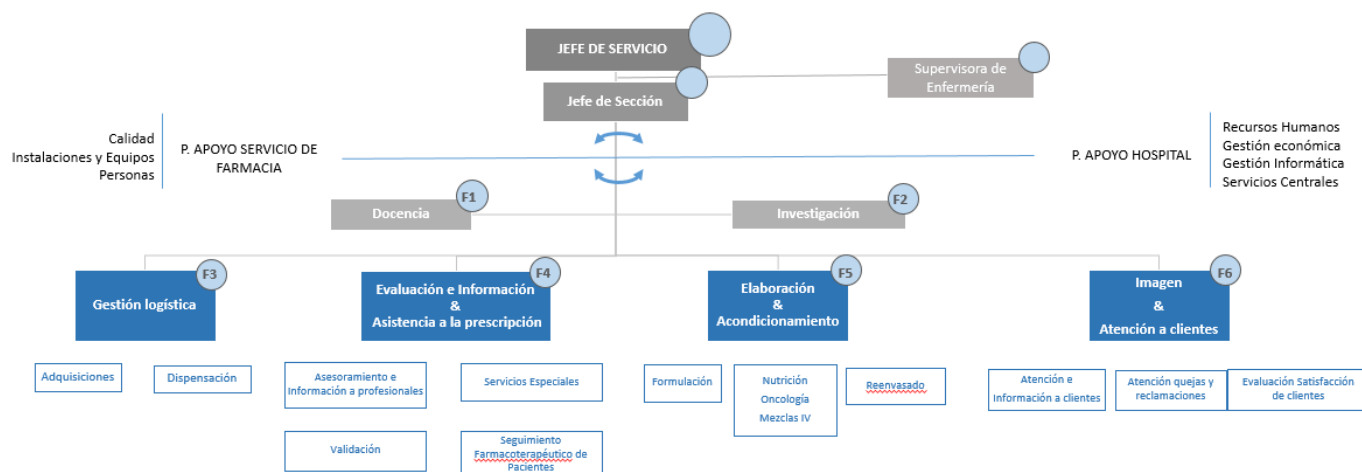 JEFE DE SERVICIO
Supervisora de
Enfermería
Jefe de Sección
Calidad
Instalaciones y Equipos
Personas
P. APOYO SERVICIO DE
FARMACIA
P. APOYO HOSPITAL
Recursos Humanos
Gestión económica
Gestión Informática
Servicios Centrales
Docencia
F1
Investigación
F2
Gestión logística
F3
Evaluación e Información
&
Asistencia a la prescripción
F4
Elaboración
&
Acondicionamiento
F5
Imagen
&
Atención a clientes
F6
Adquisiciones
Dispensación
Asesoramiento e
Información a profesionales
Servicios Especiales
Validación
Seguimiento
Farmacoterapéutico de
Pacientes
Formulación
Nutrición
Oncología
Mezclas IV
Reenvasado
Atención e
Información a clientes
Atención quejas y
reclamaciones
Evaluación Satisfacción
de clientes